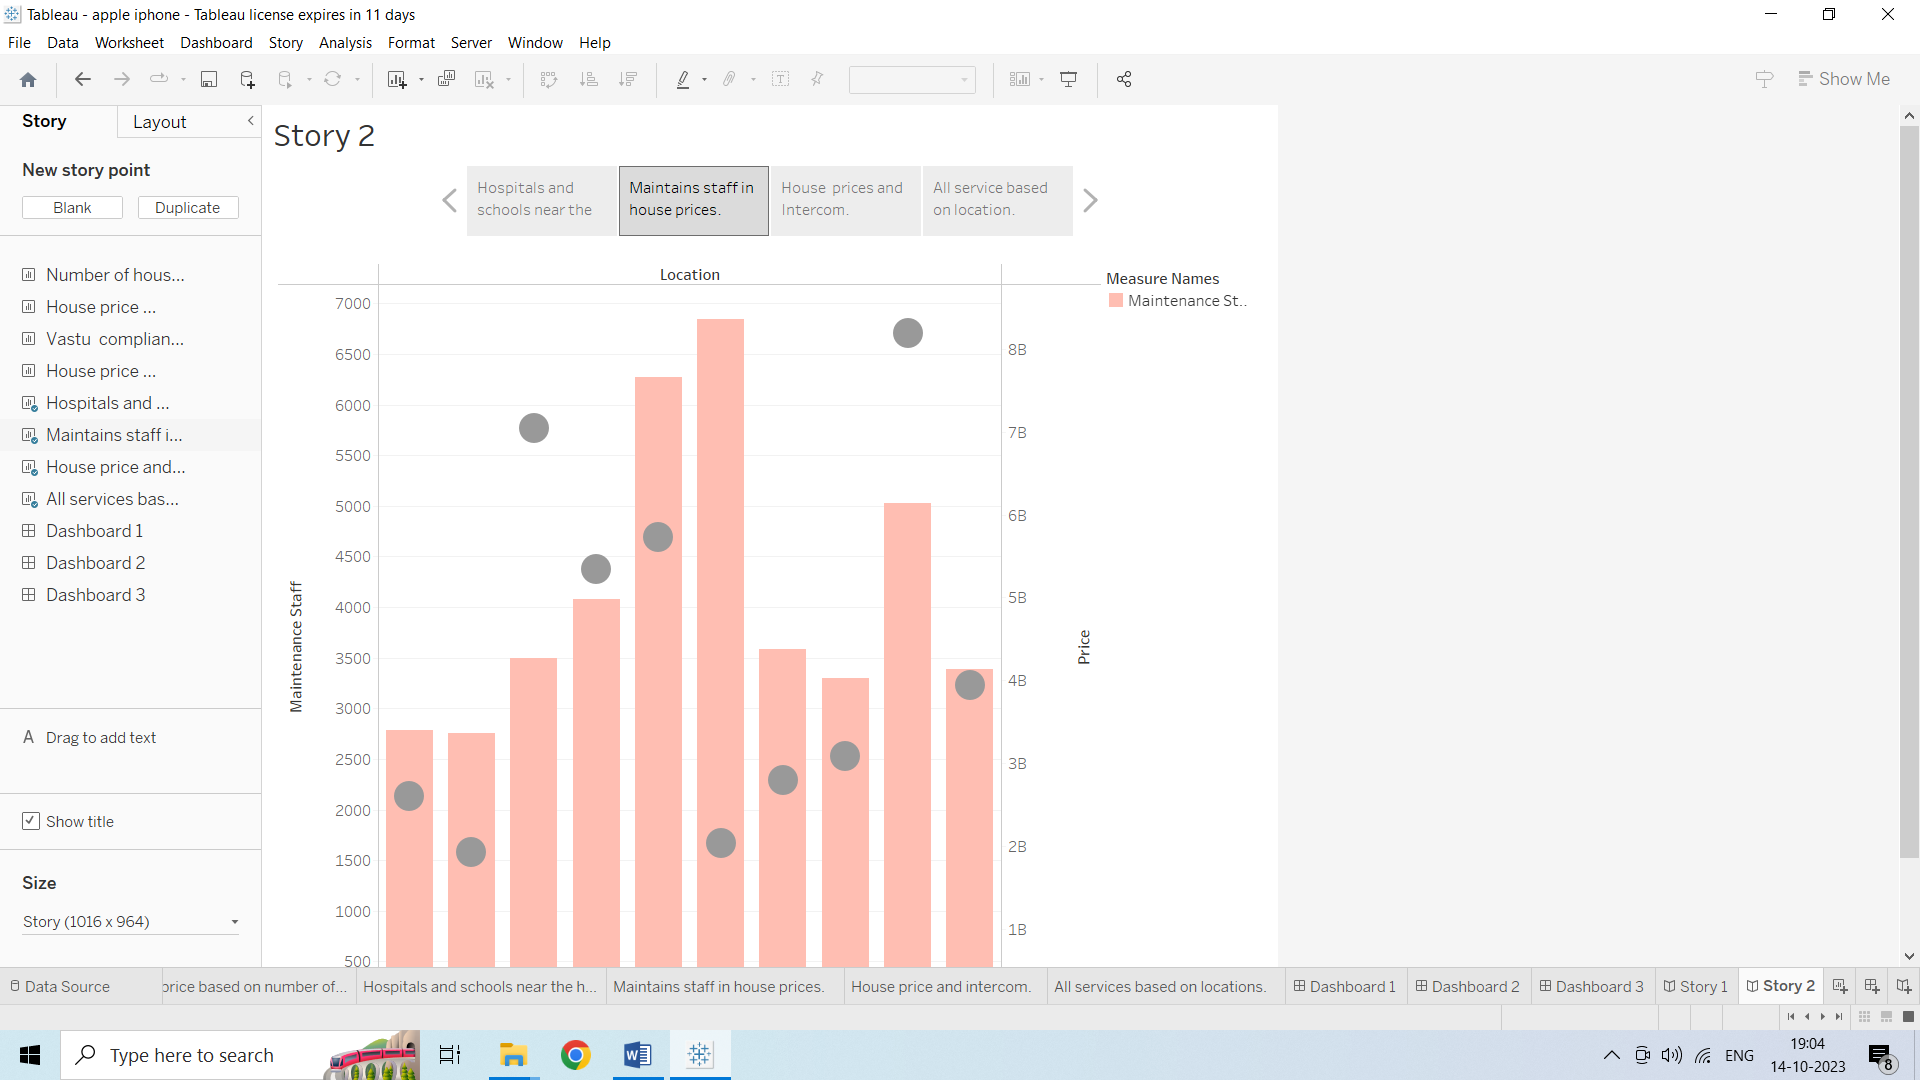 Tableau - apple iphone - Tableau license expires in 11 days
File Data Worksheet Dashboard Story Analysis Format Server Window Help
Show Me
Story Layout
New story point
Blank Duplicate
Number of hous...
House price ...
Vastu complian...
House price ...
Hospitals and ...
Maintains staff i...
House price and...
All services bas...
Dashboard 1
Dashboard 2
Dashboard 3
A Drag to add text
Show title
Size
Story (1016 x 964)
Story 2
Hospitals and
schools near the
Maintains staff in
house prices.
House prices and
Intercom.
All service based
on location.
Location
Maintenance Staff
7000
6500
6000
5500
5000
4500
4000
3500
3000
2500
2000
1500
1000
500
8B
7B
6B
5B
4B
3B
2B
1B
Price
Measure Names
Maintenance St..
Data Source price based on number of... Hospitals and schools near the h... Maintains staff in house prices. House price and intercom. All services based on locations. Dashboard 1 Dashboard 2 Dashboard 3 Story 1 Story 2
Type here to search
ENG
19:04
14-10-2023
8